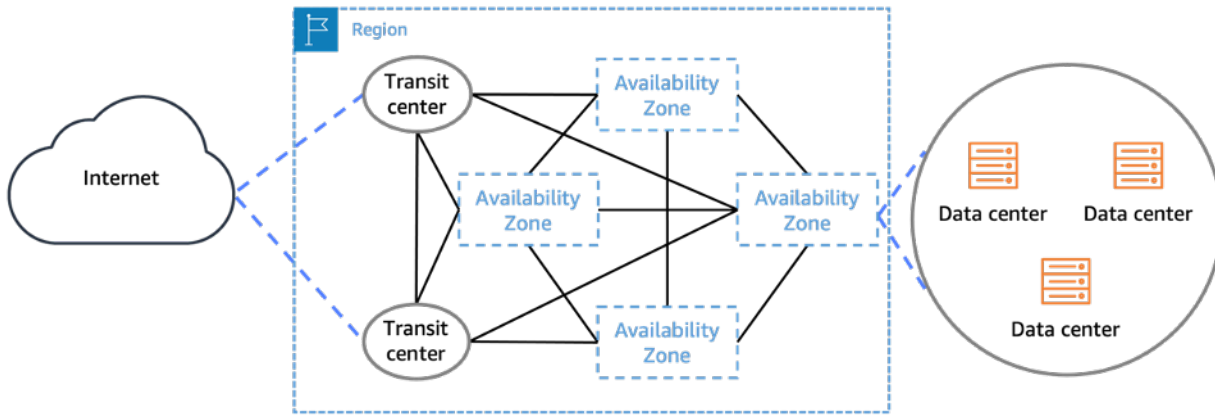 Region
Transit
center
Availability
Zone
Internet
Availability
Zone
Availability
Zone
Data center
Data center
Transit
center
Availability
Zone
Data center